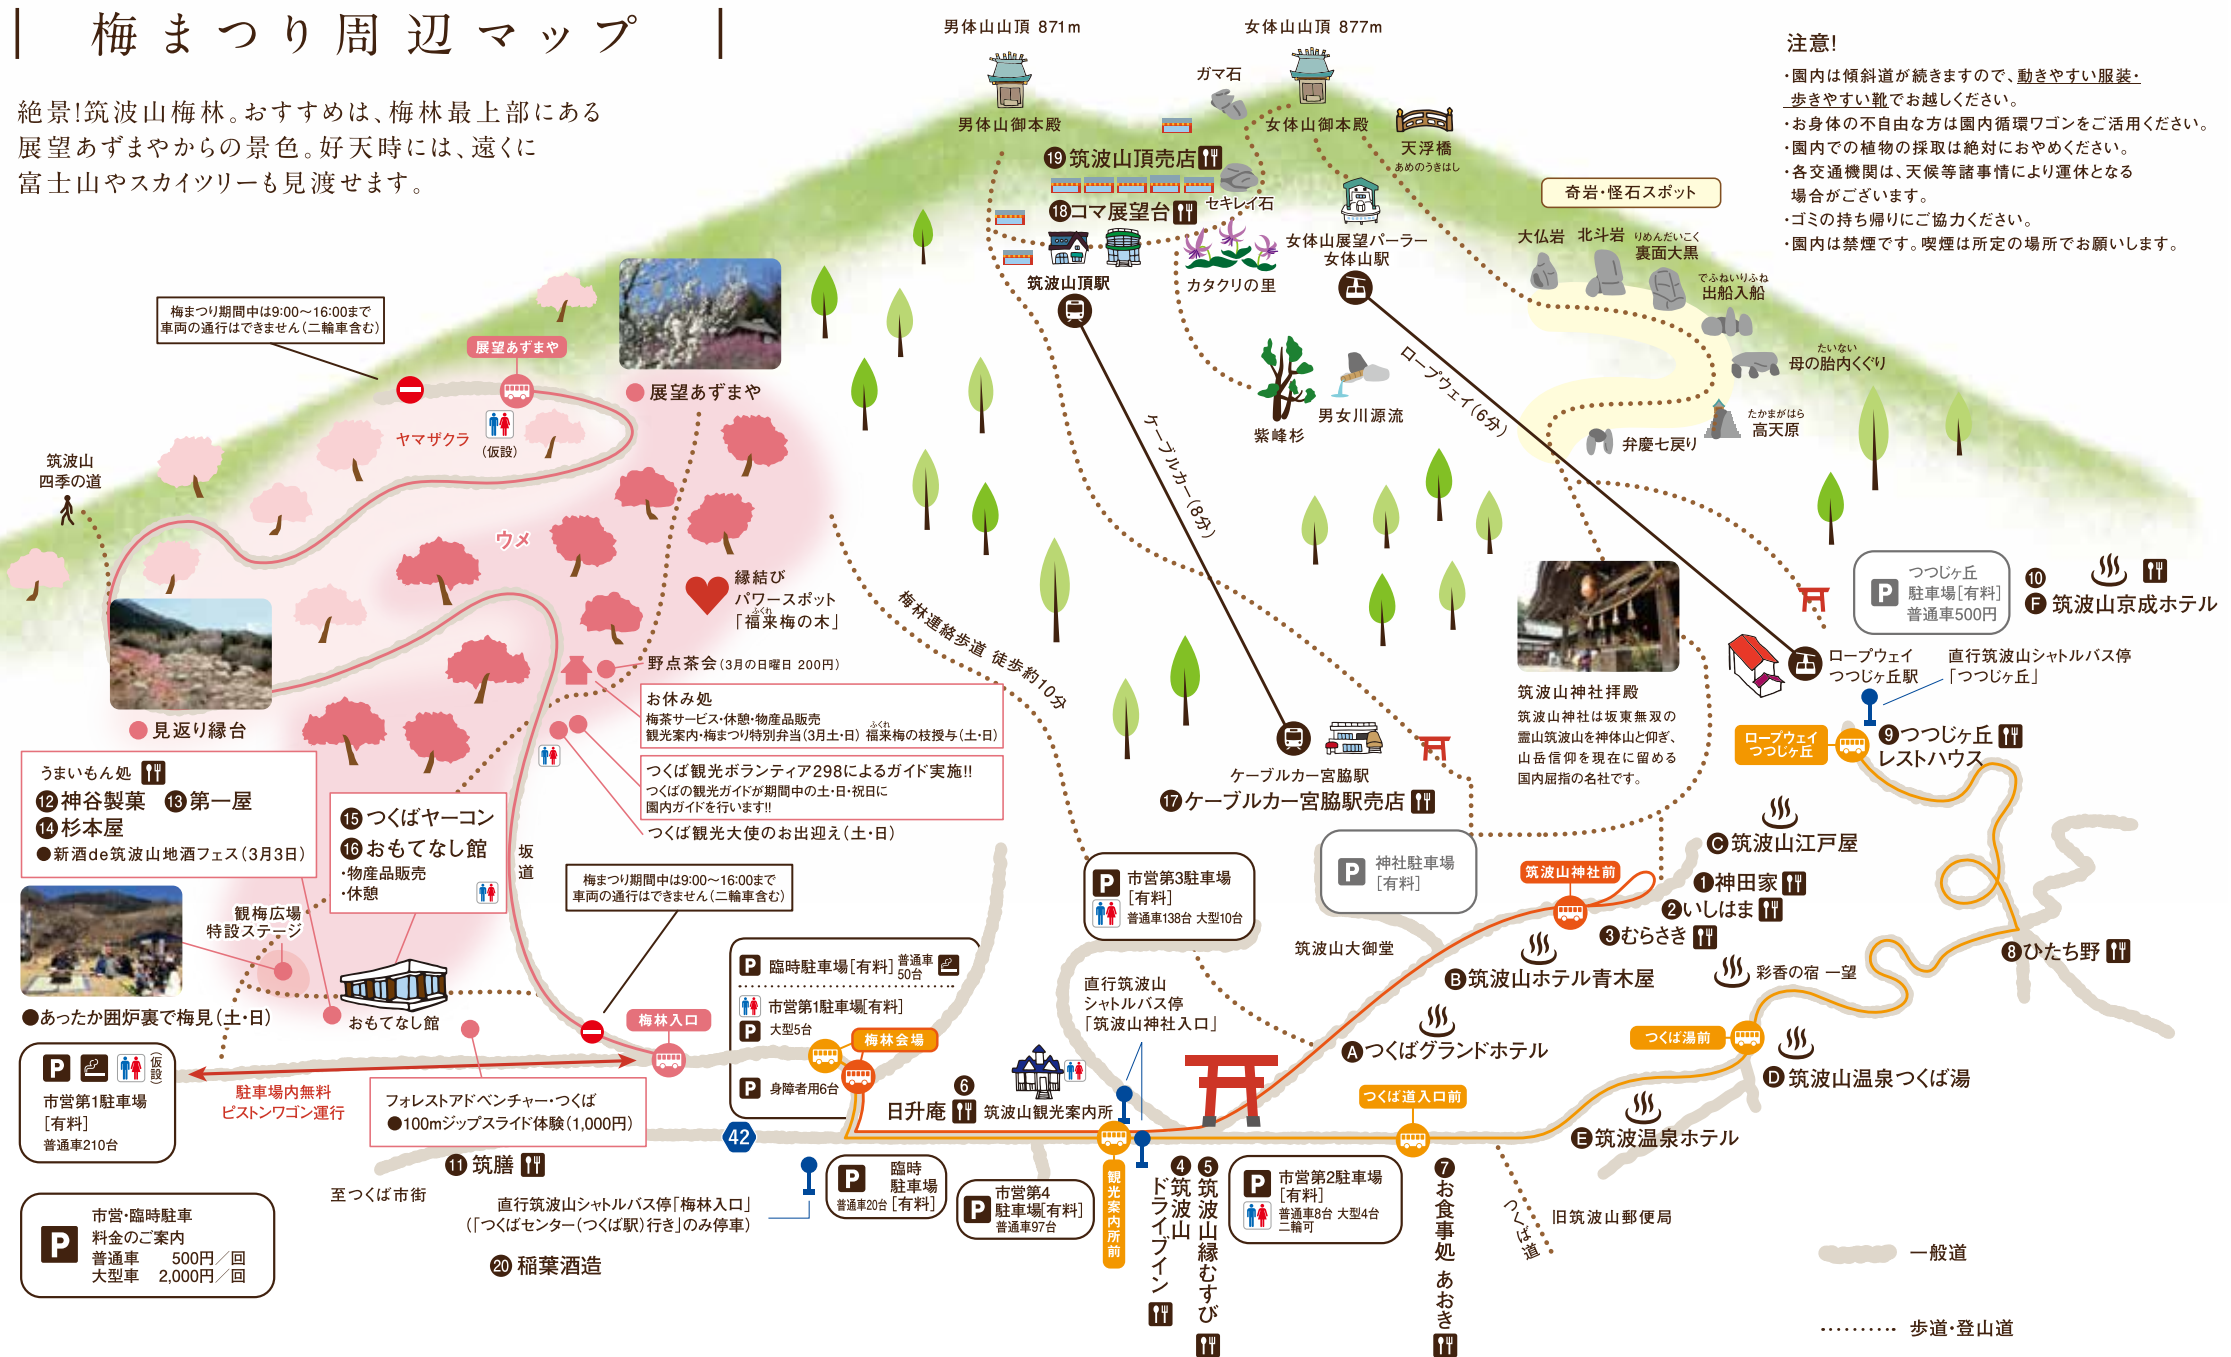 梅まつり周辺マップ
絶景!筑波山梅林。おすすめは、梅林最上部にある
展望あずまやからの景色。好天時には、遠くに
富士山やスカイツリーも見渡せます。
男体山山頂 871m
女体山山頂 877m
ガマ石
男体山御本殿
女体山御本殿
天浮橋
あめのうきはし
⑲筑波山頂売店
⑱コマ展望台
セキレイ石
筑波山頂駅
カタクリの里
女体山展望パーラー
女体山駅
注意!
・園内は傾斜道が続きますので、動きやすい服装・
歩きやすい靴でお越しください。
・お身体の不自由な方は園内循環ワゴンをご活用ください。
・園内での植物の採取は絶対におやめください。
・各交通機関は、天候等諸事情により運休となる
場合がございます。
・ゴミの持ち帰りにご協力ください。
・園内は禁煙です。喫煙は所定の場所でお願いします。
奇岩・怪石スポット
大仏岩
北斗岩
りめんだいこく
裏面大黒
でふねいりふね
出船入船
たいない
母の胎内くぐり
たかまがはら
高天原
弁慶七戻り
紫峰杉
男女川源流
ロープウェイ(6分)
ケーブルカー(8分)
梅まつり期間中は9:00〜16:00まで
車両の通行はできません(二輪車含む)
展望あずまや
展望あずまや
ヤマザクラ
(仮設)
筑波山
四季の道
ウメ
縁結び
パワースポット
ふくれ
「福来梅の木」
梅林連絡歩道 徒歩約10分
野点茶会(3月の日曜日 200円)
お休み処
梅茶サービス・休憩・物産品販売
ふくれ
観光案内・梅まつり特別弁当(3月土・日) 福来梅の枝授与(土・日)
つくば観光ボランティア298によるガイド実施!!
つくばの観光ガイドが期間中の土・日・祝日に
園内ガイドを行います!!
つくば観光大使のお出迎え(土・日)
見返り縁台
うまいもん処
⑫神谷製菓 ⑬第一屋
⑭杉本屋
●新酒de筑波山地酒フェス(3月3日)
⑮つくばヤーコン
⑯おもてなし館
・物産品販売
・休憩
坂道
梅まつり期間中は9:00〜16:00まで
車両の通行はできません(二輪車含む)
観梅広場
特設ステージ
●あったか囲炉裏で梅見(土・日)
おもてなし館
梅林入口
P
(仮設)
市営第1駐車場
[有料]
普通車210台
駐車場内無料
ピストンワゴン運行
フォレストアドベンチャー・つくば
●100mジップスライド体験(1,000円)
⑪筑膳
至つくば市街
P
市営・臨時駐車
料金のご案内
普通車 500円/回
大型車 2,000円/回
直行筑波山シャトルバス停「梅林入口」
(「つくばセンター(つくば駅)行き」のみ停車)
⑳稲葉酒造
42
P 臨時駐車場[有料] 普通車
50台
市営第1駐車場[有料]
P 大型5台
P 身障者用6台
梅林会場
⑥
日升庵
筑波山観光案内所
P 臨時
駐車場
普通車20台 [有料]
P 市営第4
駐車場[有料]
普通車97台
観光案内所前
④筑波山
ドライブイン
⑤筑波山縁むすび
P 市営第2駐車場
[有料]
普通車8台 大型4台
二輪可
⑦お食事処 あおき
つくば道入口前
つくば道
旧筑波山郵便局
直行筑波山
シャトルバス停
「筑波山神社入口」
P 市営第3駐車場
[有料]
普通車138台 大型10台
ケーブルカー宮脇駅
⑰ケーブルカー宮脇駅売店
P 神社駐車場
[有料]
筑波山大御堂
筑波山神社拝殿
筑波山神社は坂東無双の
霊山筑波山を神体山と仰ぎ、
山岳信仰を現在に留める
国内屈指の名社です。
筑波山神社前
Ⓒ筑波山江戸屋
①神田家
②いしはま
③むらさき
Ⓑ筑波山ホテル青木屋
Ⓐつくばグランドホテル
彩香の宿 一望
つくば湯前
Ⓓ筑波山温泉つくば湯
Ⓔ筑波温泉ホテル
⑧ひたち野
P つつじヶ丘
駐車場[有料]
普通車500円
⑩
Ⓕ筑波山京成ホテル
ロープウェイ
つつじヶ丘駅
直行筑波山シャトルバス停
「つつじヶ丘」
ロープウェイ
つつじヶ丘
⑨つつじヶ丘
レストハウス
一般道
歩道・登山道